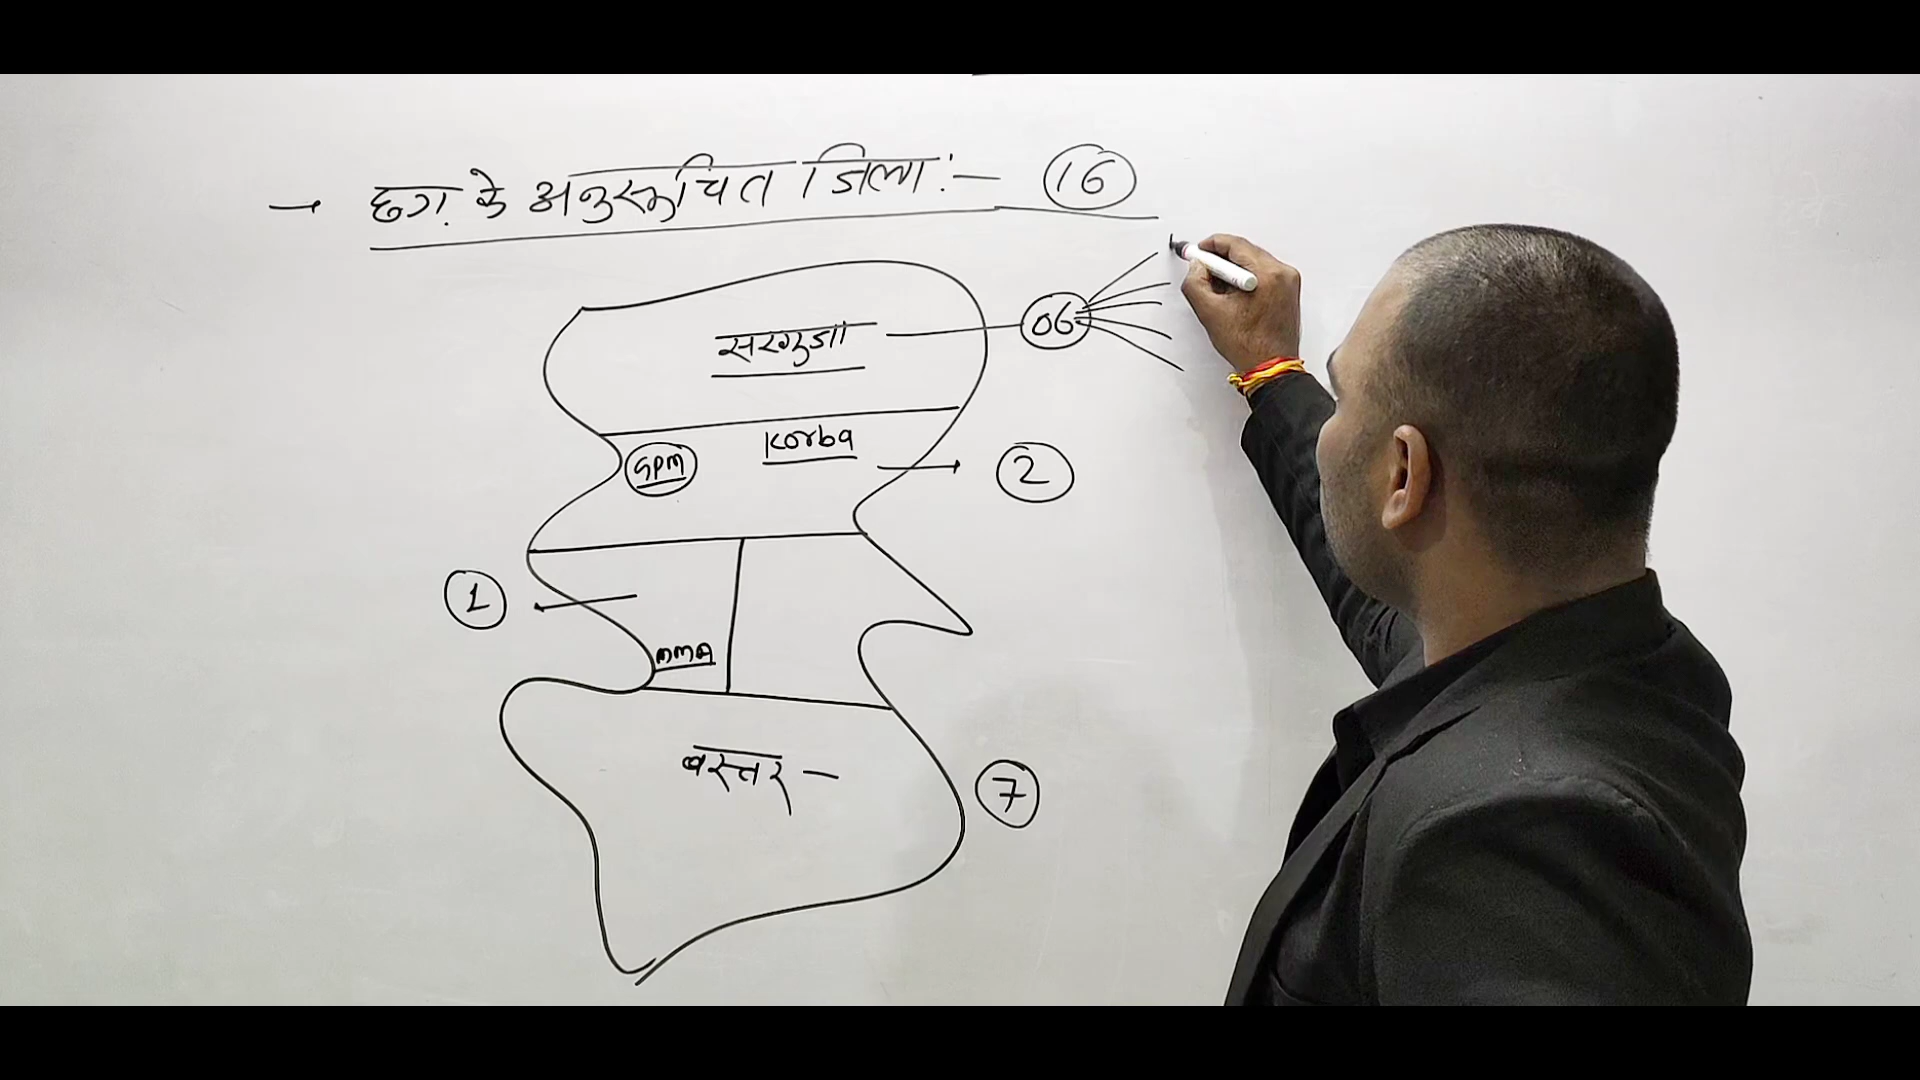 → छग. के अनुसूचित जिला :- 16
सरगुजा 06
GPM Korba → 2
1
MMA
बस्तर - 7